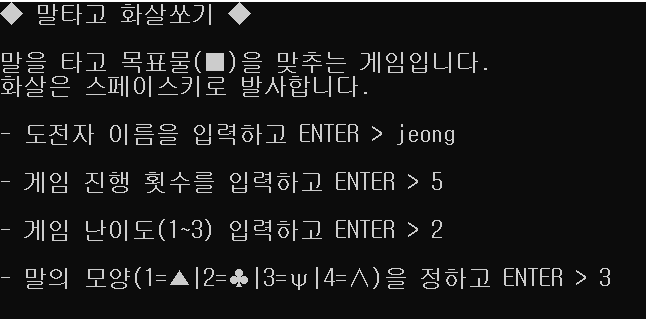 ◆ 말타고 화살쏘기 ◆
말을 타고 목표물(■)을 맞추는 게임입니다.
화살은 스페이스키로 발사합니다.
- 도전자 이름을 입력하고 ENTER > jeong
- 게임 진행 횟수를 입력하고 ENTER > 5
- 게임 난이도(1~3) 입력하고 ENTER > 2
- 말의 모양(1=▲|2=♣|3=ψ|4=∧)을 정하고 ENTER > 3